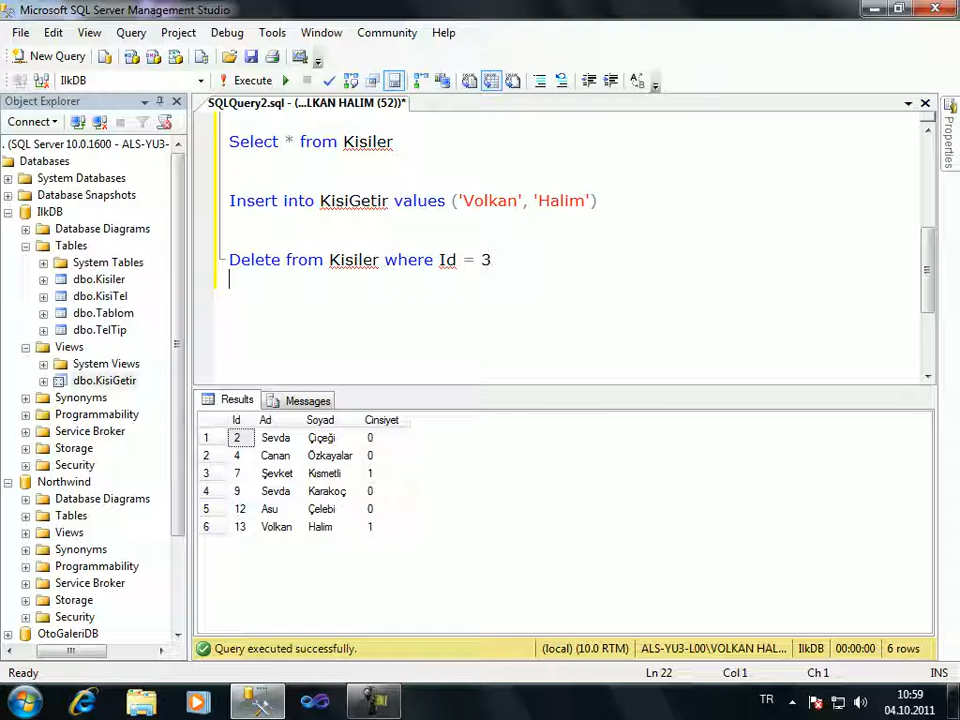 Microsoft SQL Server Management Studio
File Edit View Query Project Debug Tools Window Community Help
New Query
IlkDB Execute
Object Explorer
SQLQuery2.sql - (...LKAN HALIM (52))*
Connect
. (SQL Server 10.0.1600 - ALS-YU3-
Databases
System Databases
Database Snapshots
IlkDB
Database Diagrams
Tables
System Tables
dbo.Kisiler
dbo.KisiTel
dbo.Tablom
dbo.TelTip
Views
System Views
dbo.KisiGetir
Synonyms
Programmability
Service Broker
Storage
Security
Northwind
Database Diagrams
Tables
Views
Synonyms
Programmability
Service Broker
Storage
Security
OtoGaleriDB
Select * from Kisiler
Insert into KisiGetir values ('Volkan', 'Halim')
Delete from Kisiler where Id = 3
Properties
Results Messages
Id Ad Soyad Cinsiyet
1 2 Sevda Çiçeği 0
2 4 Canan Özkayalar 0
3 7 Şevket Kısmetli 1
4 9 Sevda Karakoç 0
5 12 Asu Çelebi 0
6 13 Volkan Halim 1
Query executed successfully. (local) (10.0 RTM) ALS-YU3-L00\VOLKAN HAL... IlkDB 00:00:00 6 rows
Ready Ln 22 Col 1 Ch 1 INS
TR 10:59
04.10.2011